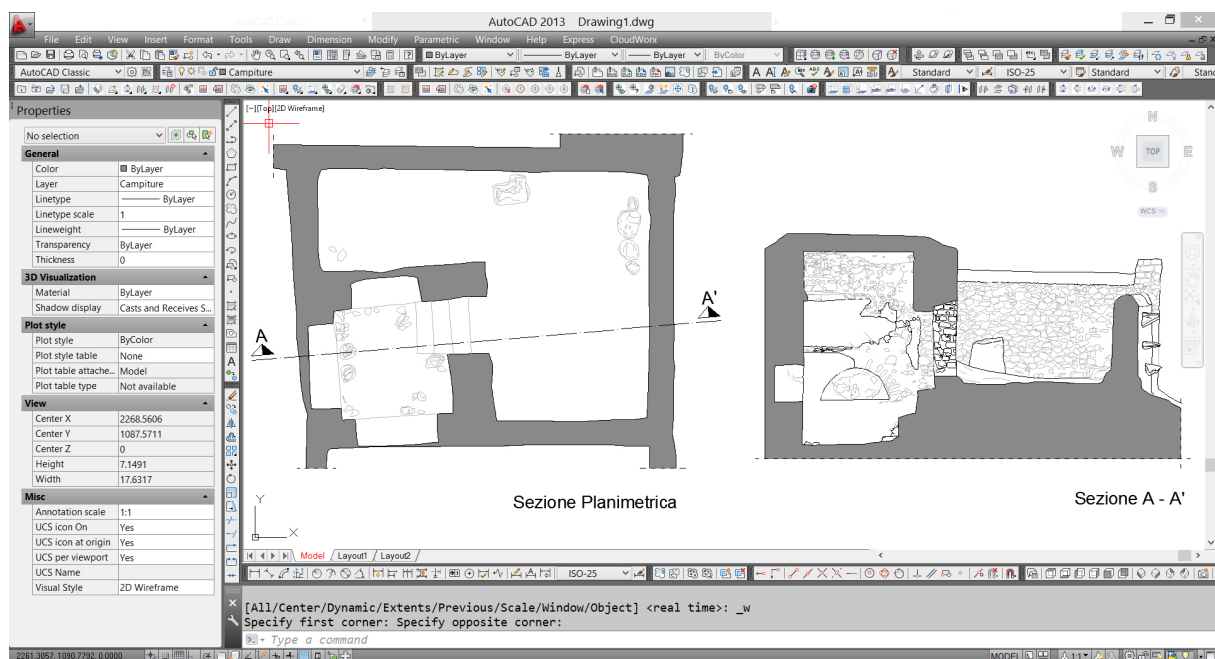 AutoCAD 2013 Drawing1.dwg
File Edit View Insert Format Tools Draw Dimension Modify Parametric Window Help Express CloudWorx
ByLayer ByLayer ByLayer ByColor
AutoCAD Classic Campiture Standard ISO-25 Standard Stand
Properties
No selection
General
Color ByLayer
Layer Campiture
Linetype ByLayer
Linetype scale 1
Lineweight ByLayer
Transparency ByLayer
Thickness 0
3D Visualization
Material ByLayer
Shadow display Casts and Receives S...
Plot style
Plot style ByColor
Plot style table None
Plot table attache... Model
Plot table type Not available
View
Center X 2268.5606
Center Y 1087.5711
Center Z 0
Height 7.1491
Width 17.6317
Misc
Annotation scale 1:1
UCS icon On Yes
UCS icon at origin Yes
UCS per viewport Yes
UCS Name
Visual Style 2D Wireframe
[-][Top][2D Wireframe]
N
W TOP E
S
WCS
A A'
Sezione Planimetrica
Sezione A - A'
Y
X
Model Layout1 Layout2
ISO-25
[All/Center/Dynamic/Extents/Previous/Scale/Window/Object] <real time>: _w
Specify first corner: Specify opposite corner:
Type a command
2261.3057, 1090.7792, 0.0000 MODEL 1:1